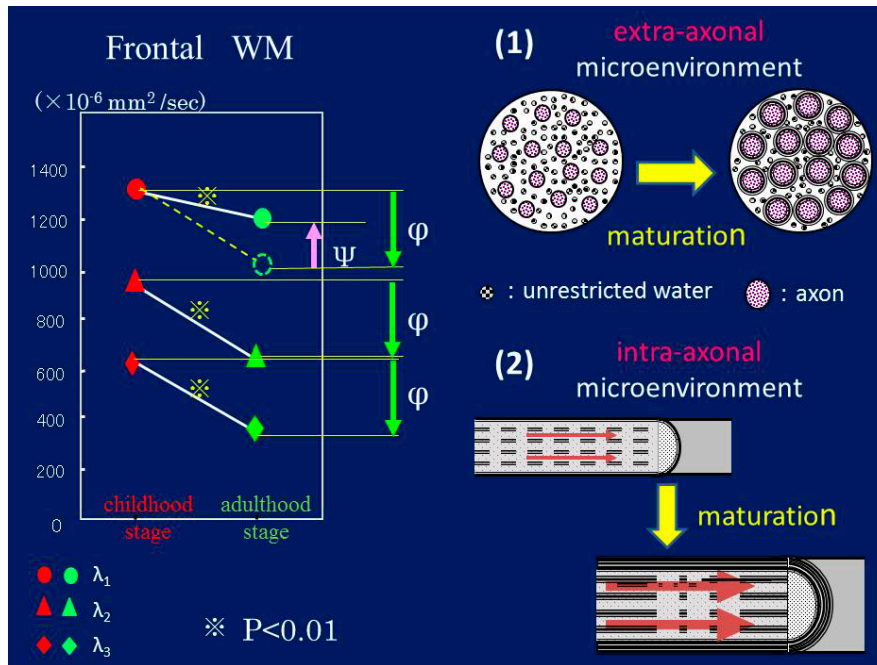 Frontal WM
(×10⁻⁶ mm²/sec)
1400
1200
1000
800
600
400
200
0
※
※
※
Ψ
φ
φ
φ
childhood stage
adulthood stage
λ₁
λ₂
λ₃
※ P<0.01
(1)
extra-axonal
microenvironment
maturation
: unrestricted water
: axon
(2)
intra-axonal
microenvironment
maturation